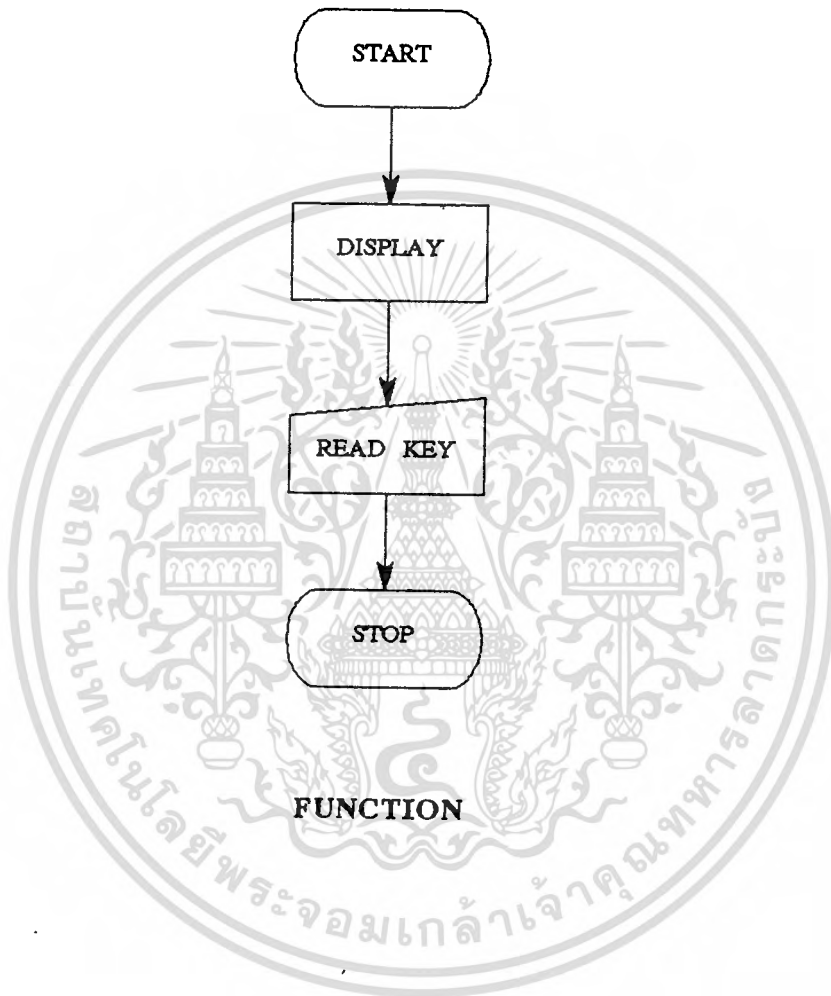 START
DISPLAY
READ KEY
STOP
FUNCTION
สถาบันเทคโนโลยีพระจอมเกล้าเจ้าคุณทหารลาดกระบัง